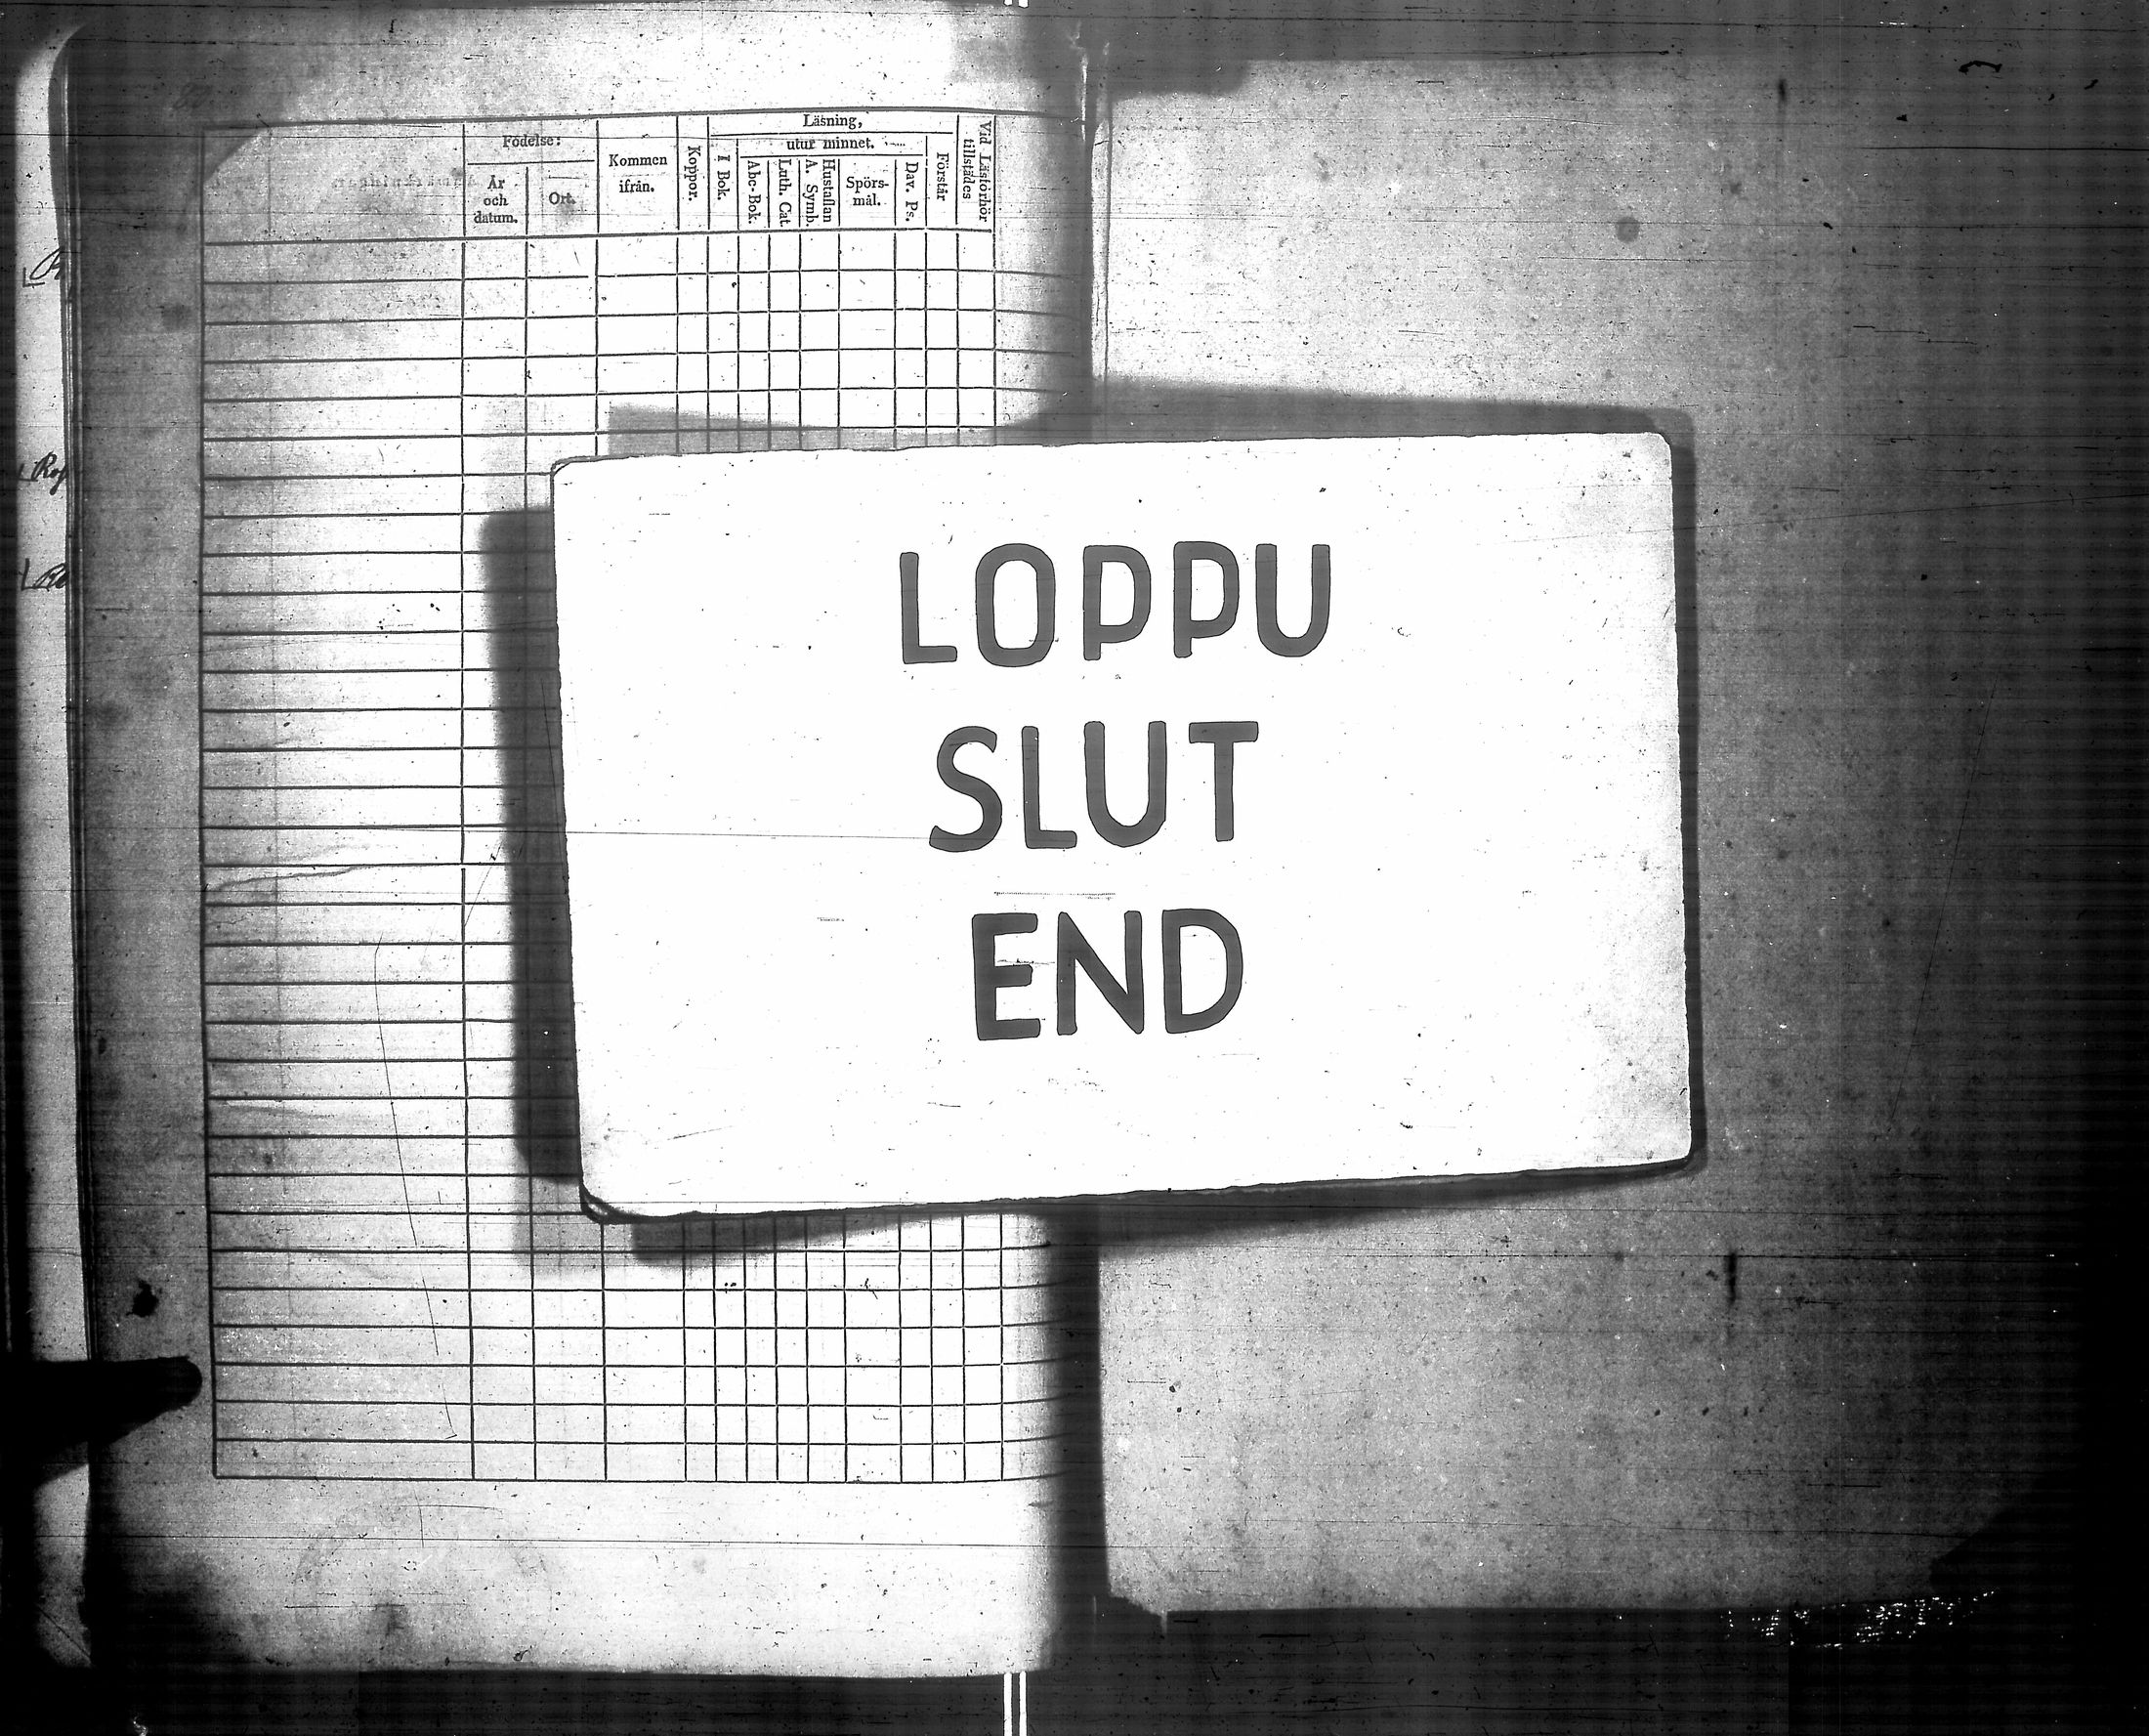 Födelse:
År
och
datum.
Ort.
Kommen
ifrån.
Koppor.
Läsning,
utur minnet.
I Bok.
Abc-Bok.
Luth. Cat.
A. Symb.
Hustaflan
Spörs-
mål.
Dav. Ps.
Förstår
Vid Läsförhör
tillstädes
LOPPU
SLUT
END